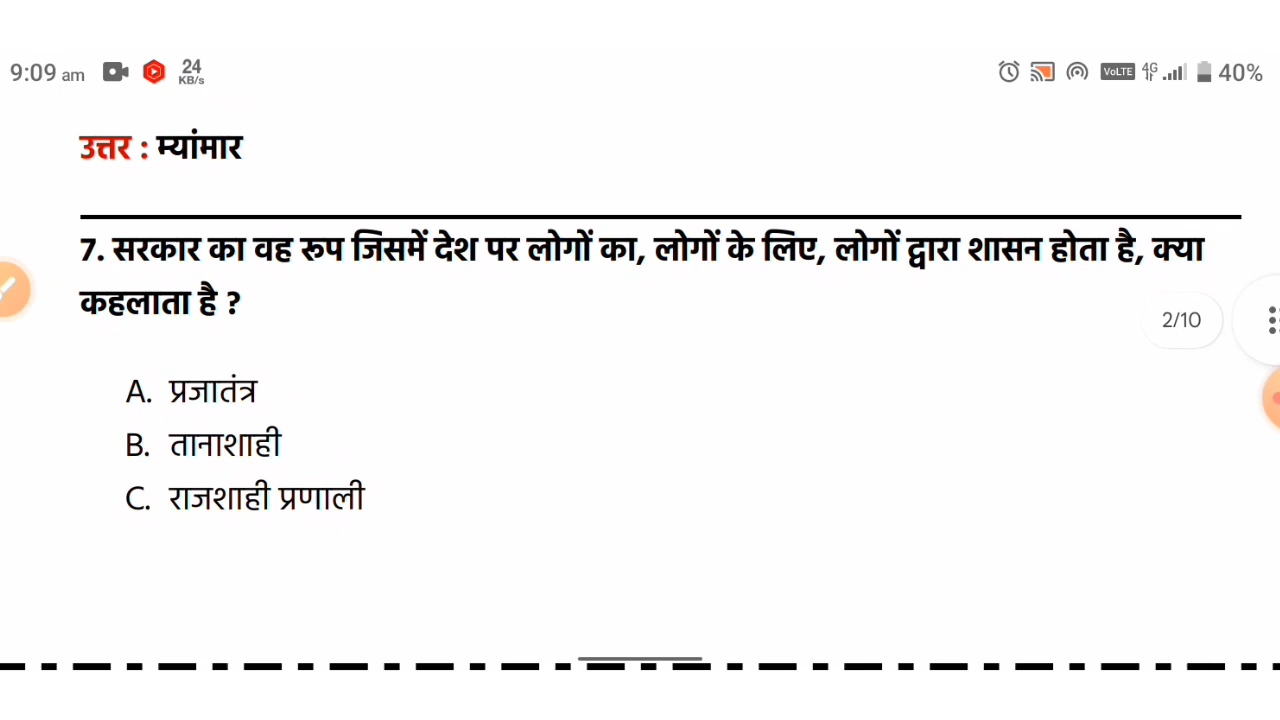 9:09 am 24 KB/s VoLTE 4G 40%
उत्तर : म्यांमार
7. सरकार का वह रूप जिसमें देश पर लोगों का, लोगों के लिए, लोगों द्वारा शासन होता है, क्या
कहलाता है ?
2/10
A. प्रजातंत्र
B. तानाशाही
C. राजशाही प्रणाली